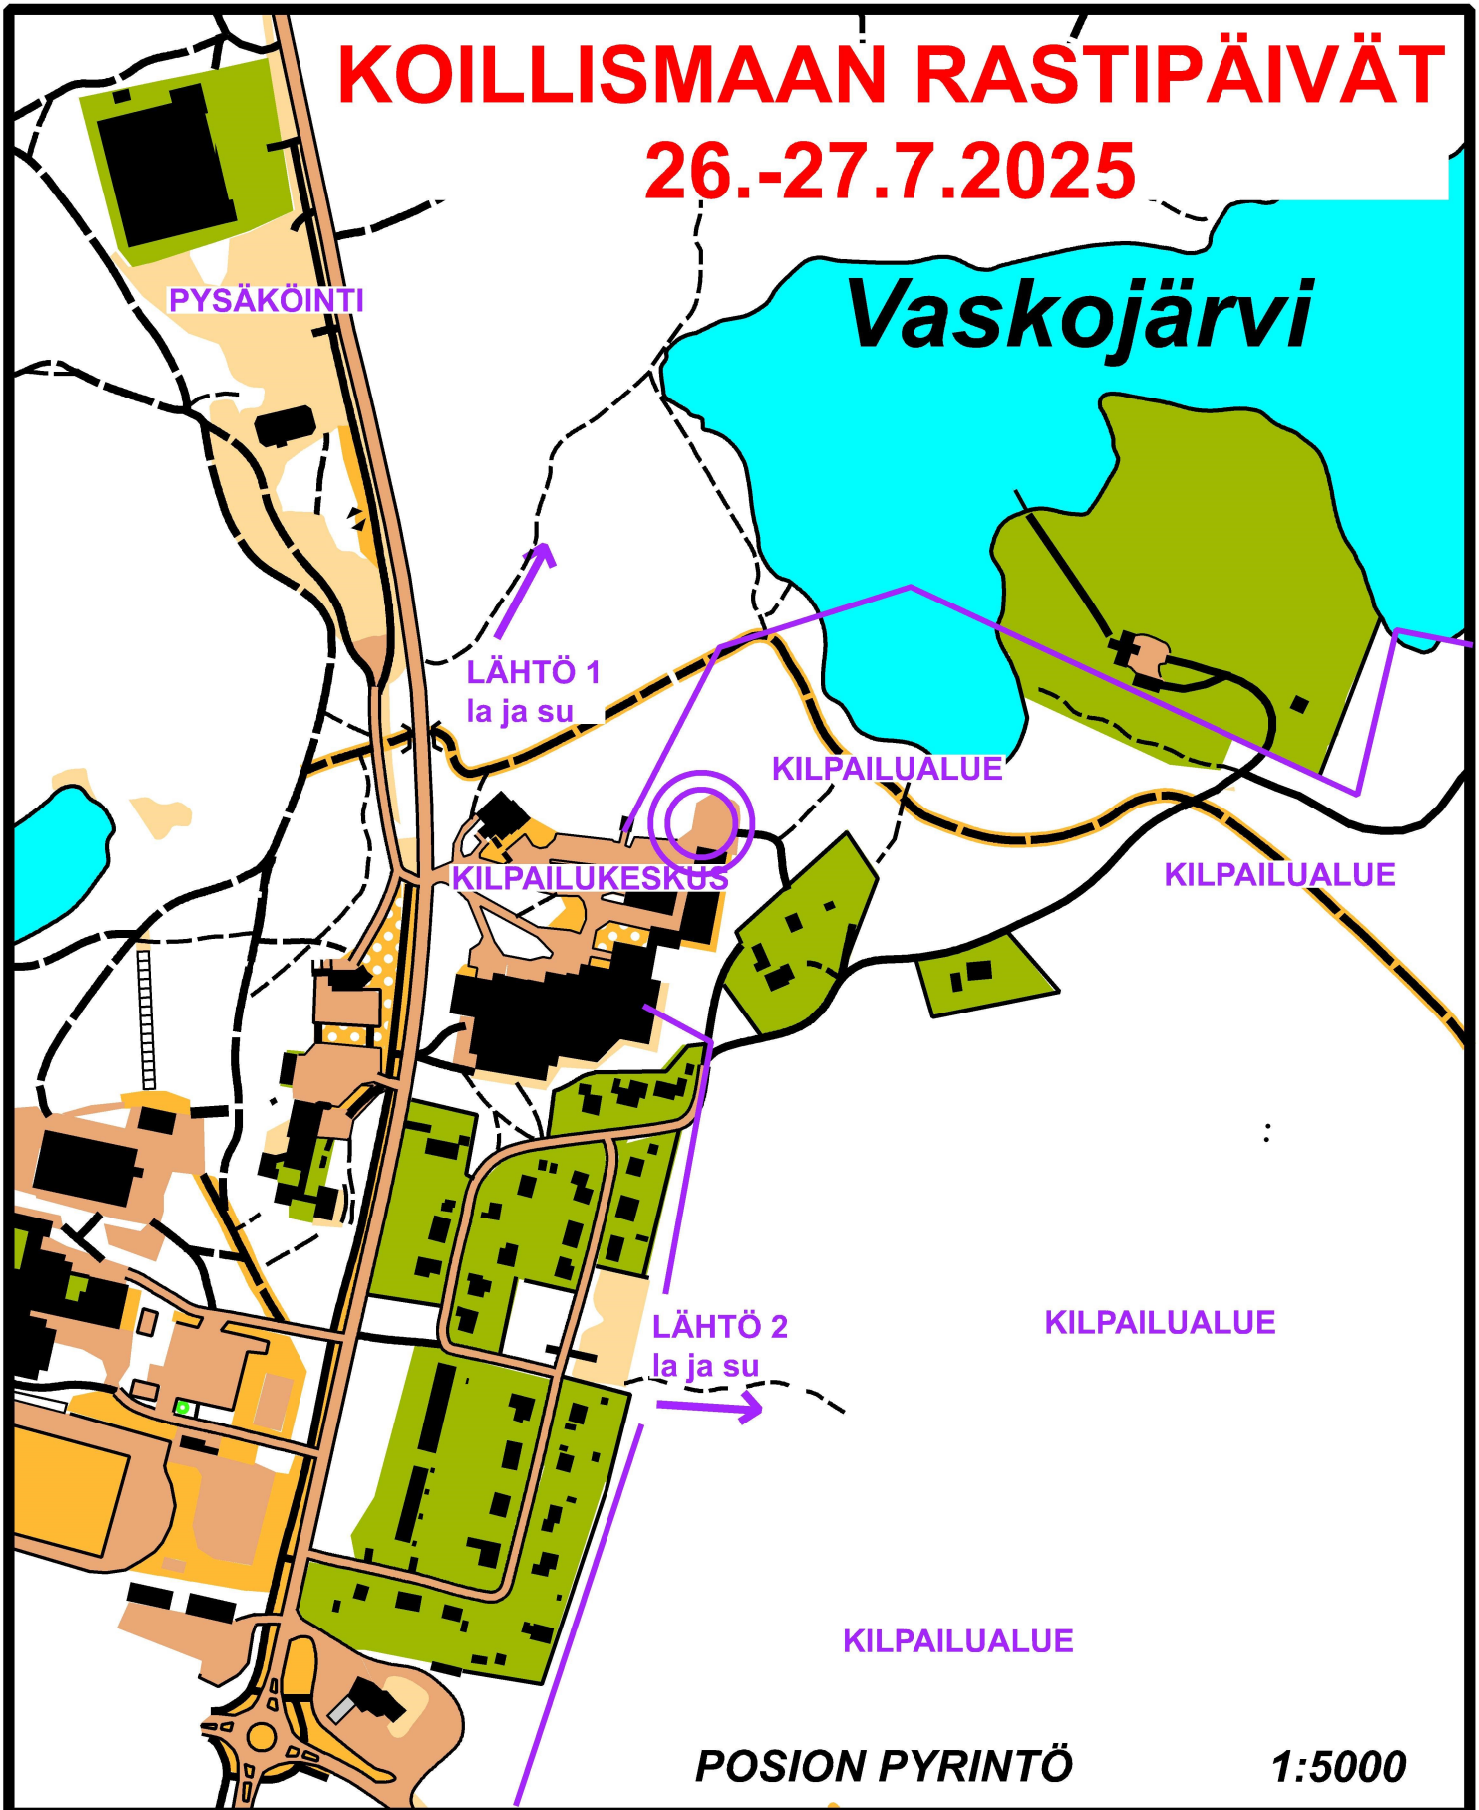 KOILLISMAAN RASTIPÄIVÄT
26.-27.7.2025
Vaskojärvi
PYSÄKÖINTI
LÄHTÖ 1
la ja su
KILPAILUALUE
KILPAILUKESKUS
KILPAILUALUE
LÄHTÖ 2
la ja su
KILPAILUALUE
KILPAILUALUE
POSION PYRINTÖ
1:5000